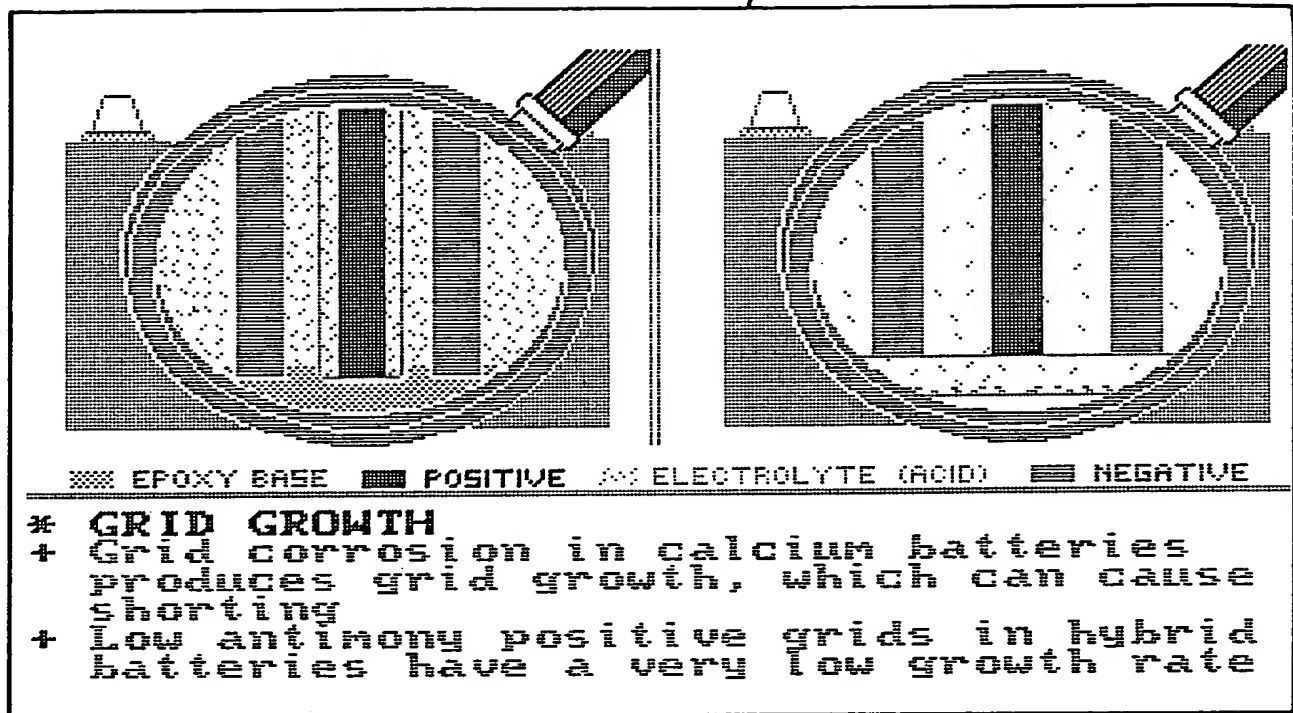 EPOXY BASE POSITIVE ELECTROLYTE (ACID) NEGATIVE
* GRID GROWTH
+ Grid corrosion in calcium batteries
produces grid growth, which can cause
shorting
+ Low antimony positive grids in hybrid
batteries have a very low growth rate